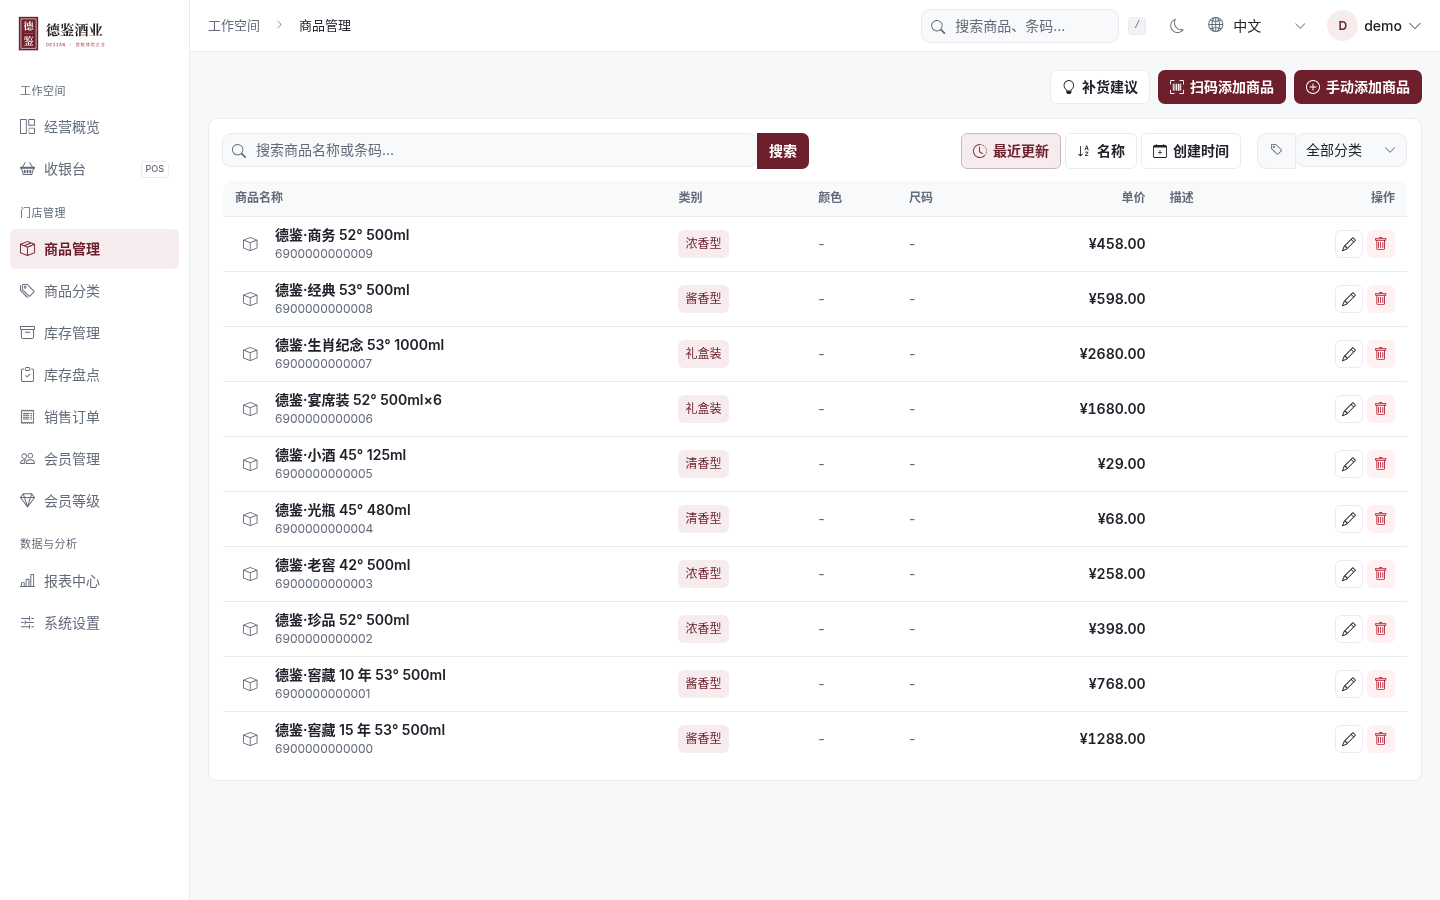 德鉴
德鉴酒业
工作空间
经营概览
收银台 POS
门店管理
商品管理
商品分类
库存管理
库存盘点
销售订单
会员管理
会员等级
数据与分析
报表中心
系统设置
工作空间 商品管理
搜索商品、条码... / 中文 D demo
补货建议 扫码添加商品 手动添加商品
搜索商品名称或条码... 搜索 最近更新 名称 创建时间 全部分类
商品名称 类别 颜色 尺码 单价 描述 操作
德鉴·商务 52° 500ml
6900000000009
浓香型 - - ¥458.00
德鉴·经典 53° 500ml
6900000000008
酱香型 - - ¥598.00
德鉴·生肖纪念 53° 1000ml
6900000000007
礼盒装 - - ¥2680.00
德鉴·宴席装 52° 500ml×6
6900000000006
礼盒装 - - ¥1680.00
德鉴·小酒 45° 125ml
6900000000005
清香型 - - ¥29.00
德鉴·光瓶 45° 480ml
6900000000004
清香型 - - ¥68.00
德鉴·老窖 42° 500ml
6900000000003
浓香型 - - ¥258.00
德鉴·珍品 52° 500ml
6900000000002
浓香型 - - ¥398.00
德鉴·窖藏 10 年 53° 500ml
6900000000001
酱香型 - - ¥768.00
德鉴·窖藏 15 年 53° 500ml
6900000000000
酱香型 - - ¥1288.00